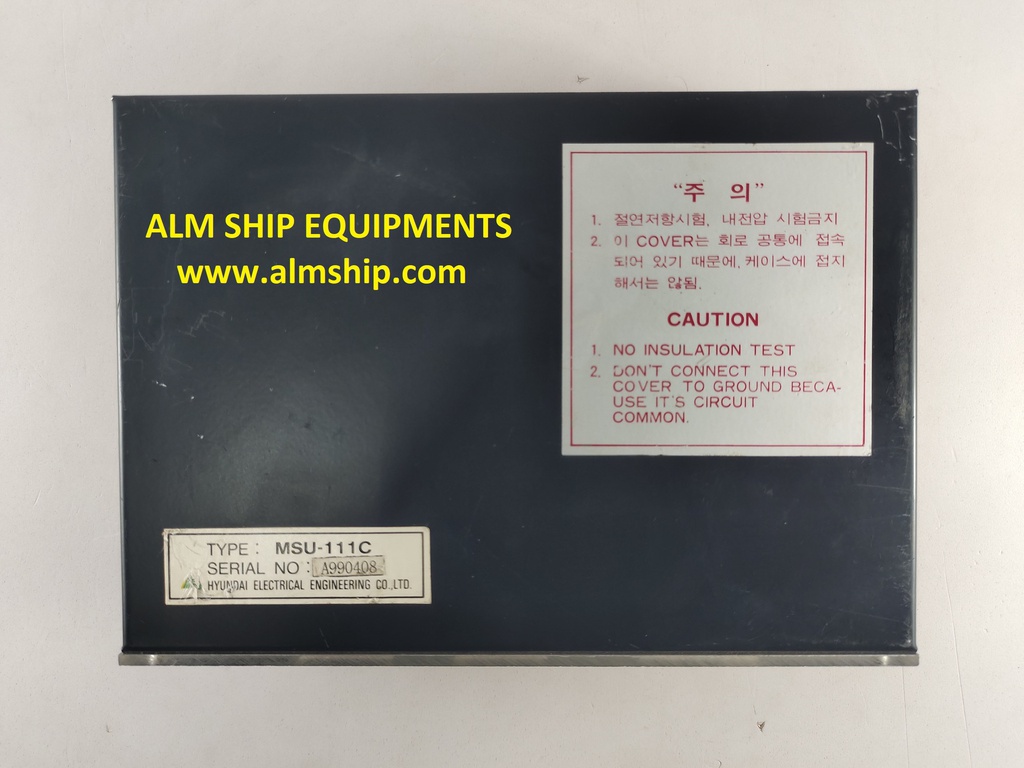 ALM SHIP EQUIPMENTS
www.almship.com
“주 의”
1. 절연저항시험, 내전압 시험금지
2. 이 COVER는 회로 공통에 접속
되어 있기 때문에, 케이스에 접지
해서는 않됨.
CAUTION
1. NO INSULATION TEST
2. DON'T CONNECT THIS
COVER TO GROUND BECA-
USE IT'S CIRCUIT
COMMON.
TYPE : MSU-111C
SERIAL NO : A990408
HYUNDAI ELECTRICAL ENGINEERING CO.,LTD.